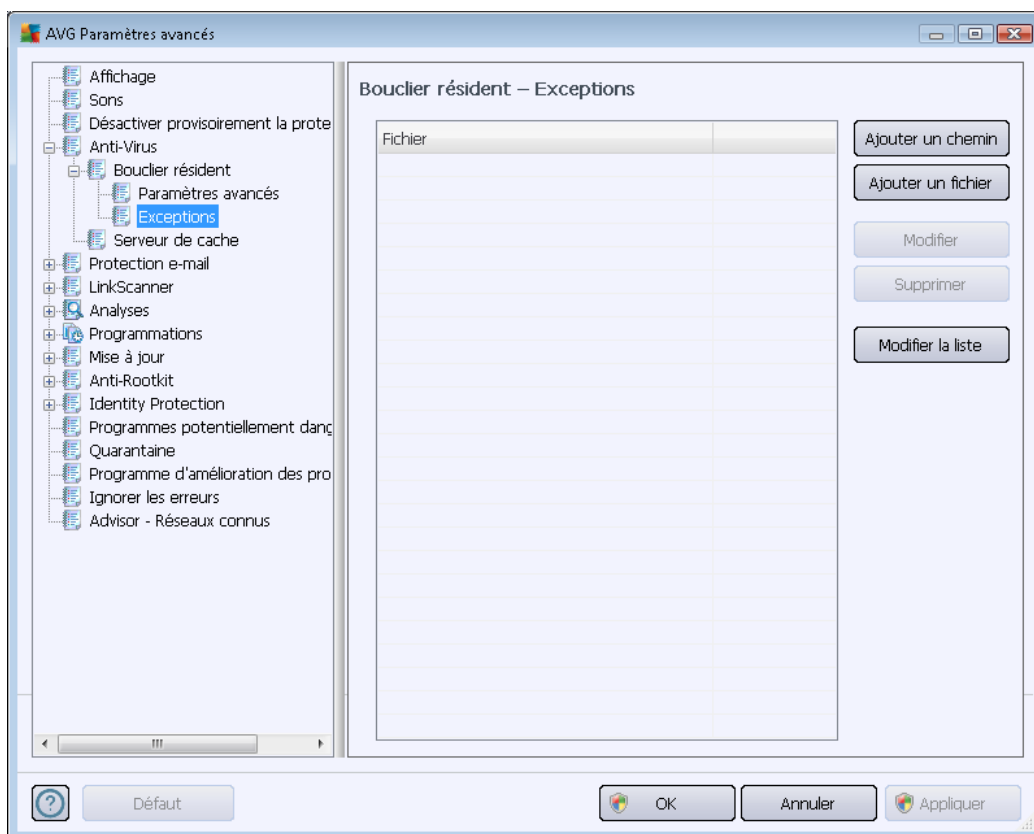 AVG Paramètres avancés
Affichage
Sons
Désactiver provisoirement la prote
Anti-Virus
Bouclier résident
Paramètres avancés
Exceptions
Serveur de cache
Protection e-mail
LinkScanner
Analyses
Programmations
Mise à jour
Anti-Rootkit
Identity Protection
Programmes potentiellement dang
Quarantaine
Programme d'amélioration des pro
Ignorer les erreurs
Advisor - Réseaux connus
Bouclier résident – Exceptions
Fichier
Ajouter un chemin
Ajouter un fichier
Modifier
Supprimer
Modifier la liste
Défaut
OK
Annuler
Appliquer